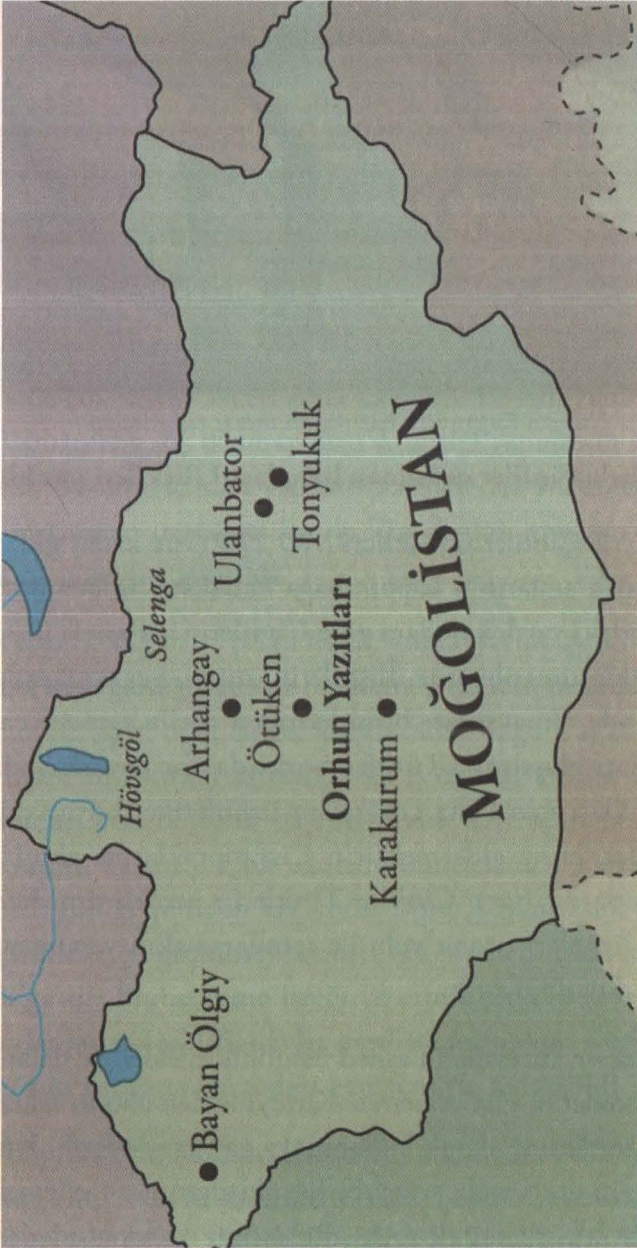 Hövsgöl
Selenga
Bayan Ölgiy
Arhangay
Ulanbator
Ötüken
Tonyukuk
Orhun Yazıtları
Karakurum
MOĞOLİSTAN